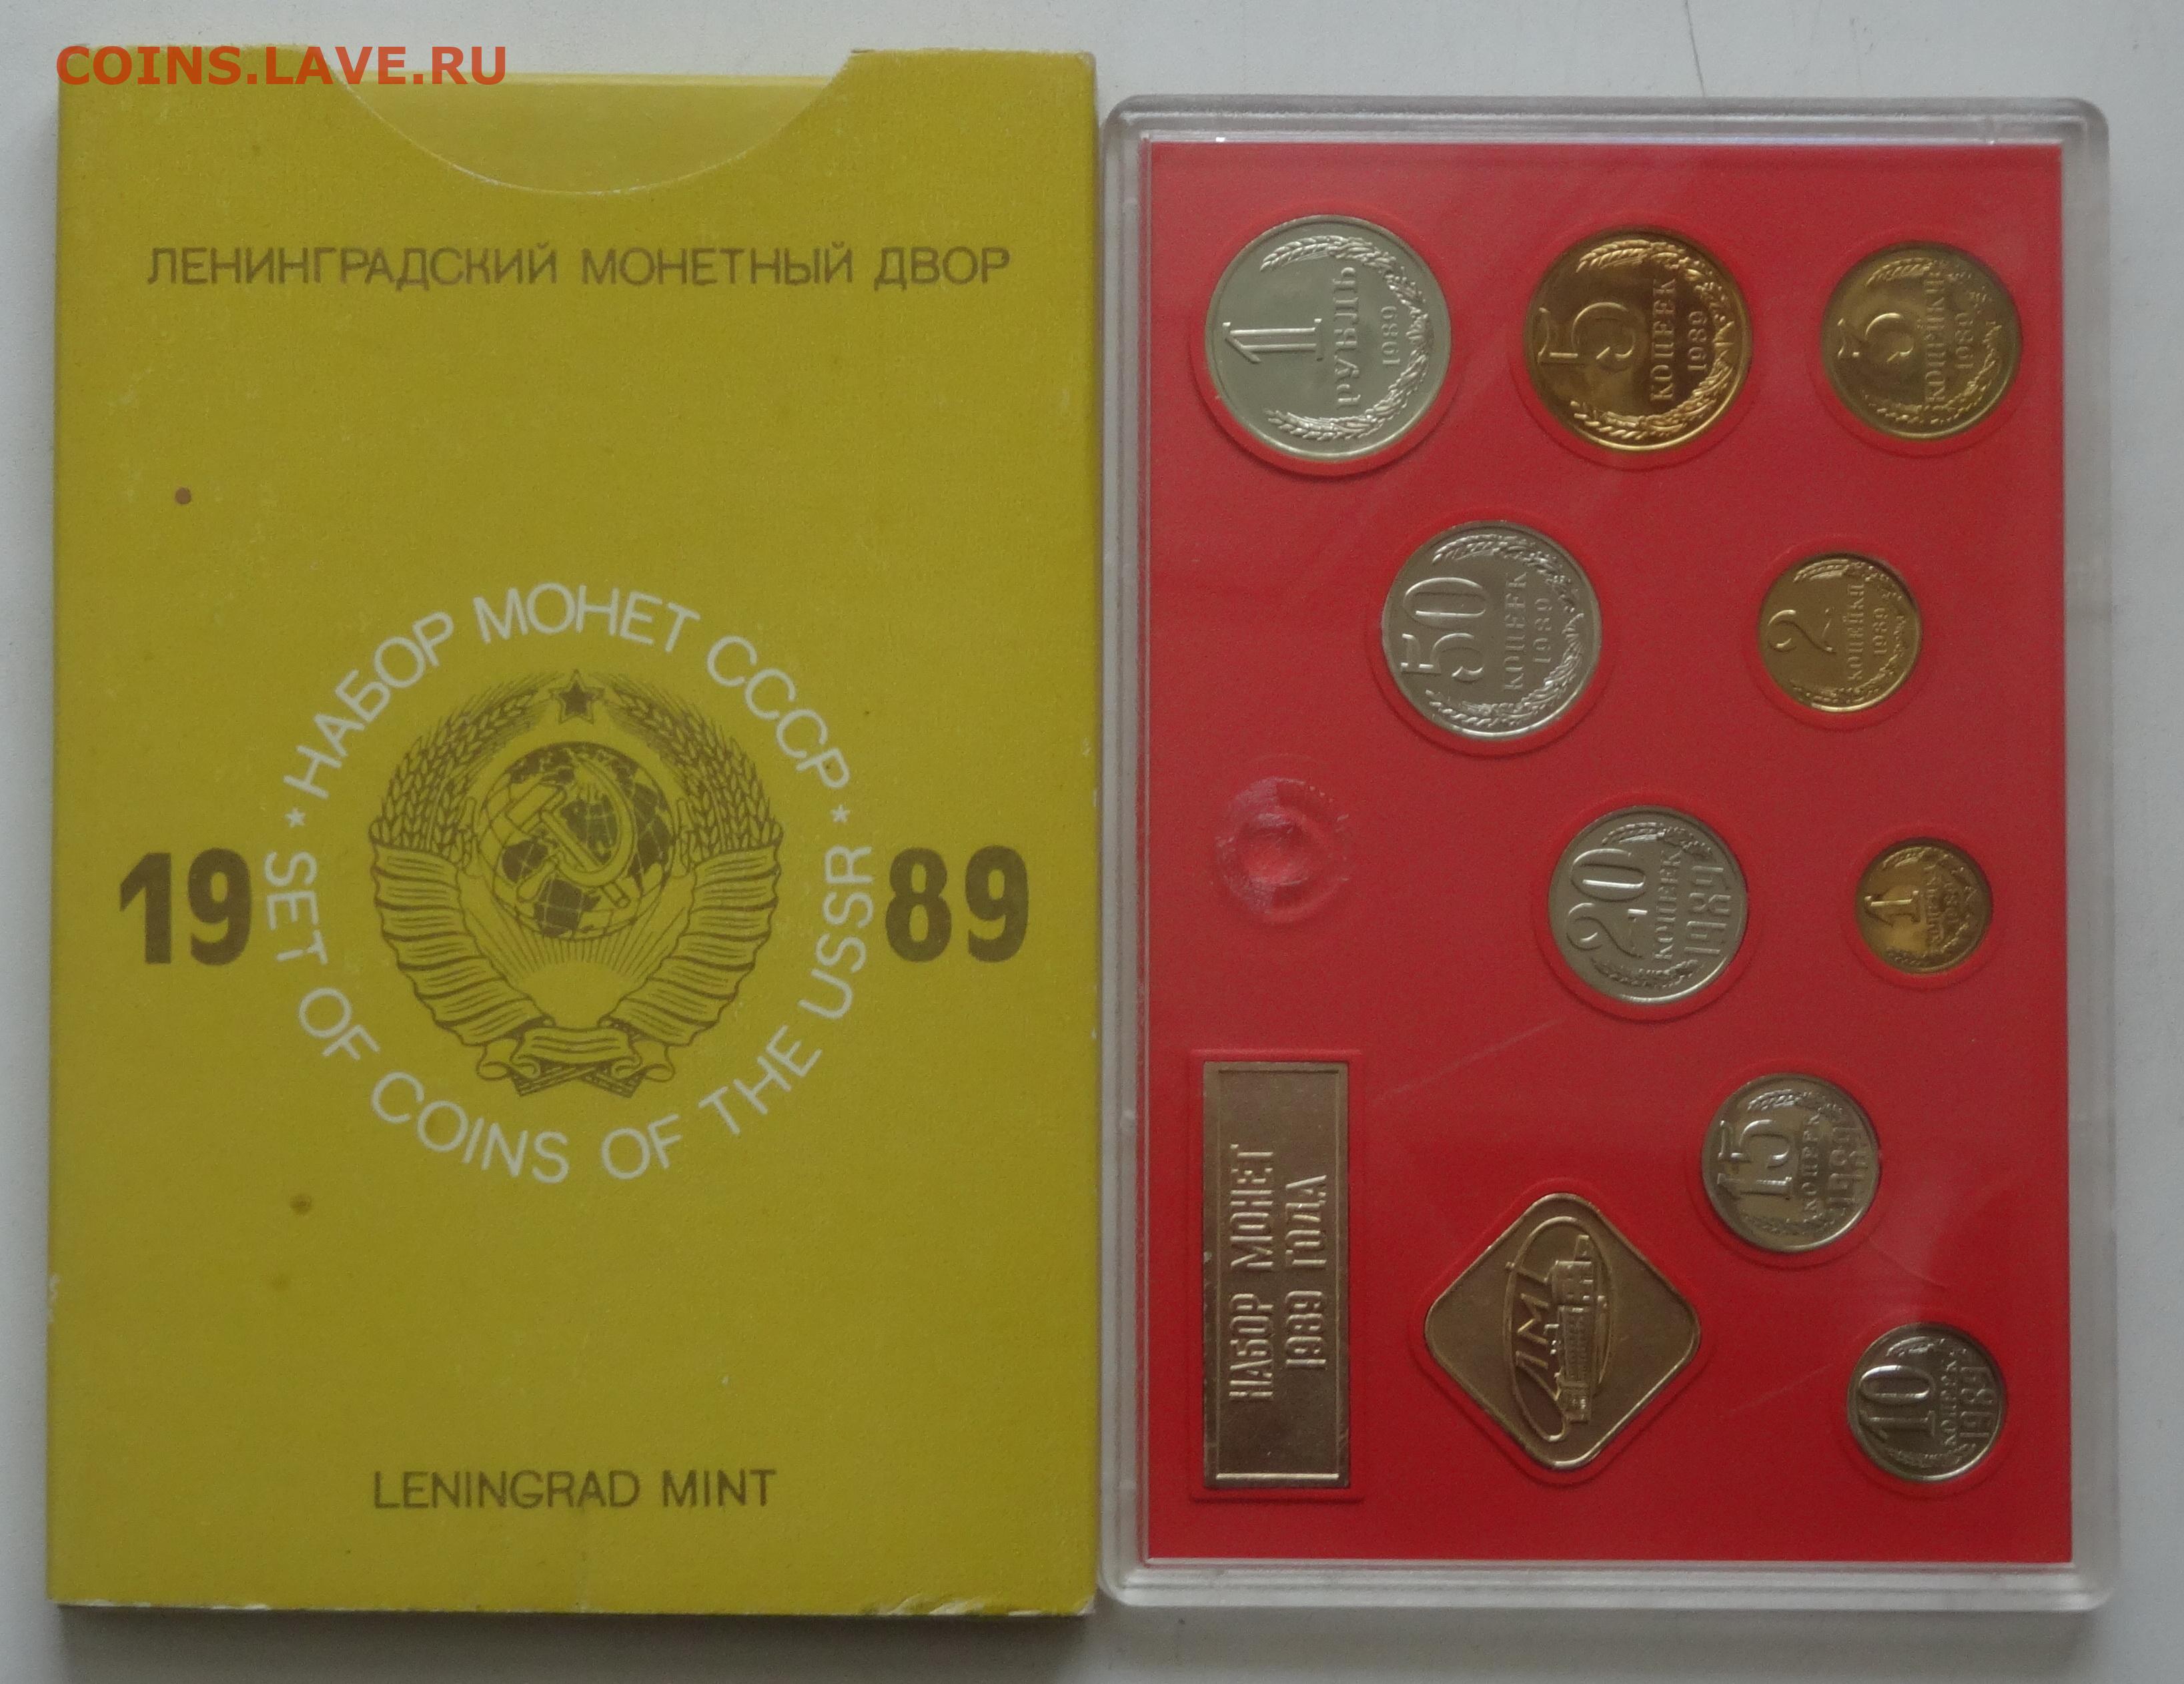 COINS.LAVE.RU
ЛЕНИНГРАДСКИЙ МОНЕТНЫЙ ДВОР
★ НАБОР МОНЕТ СССР ★
19
89
SET OF COINS OF THE USSR
LENINGRAD MINT
1
РУБЛЬ
1989
5
КОПЕЕК
1989
3
КОПЕЙКИ
1989
50
КОПЕЕК
1989
2
КОПЕЙКИ
1989
20
КОПЕЕК
1989
1
КОПЕЙКА
1989
15
КОПЕЕК
1989
10
КОПЕЕК
1989
НАБОР МОНЕТ
1989 ГОДА
ЛМД